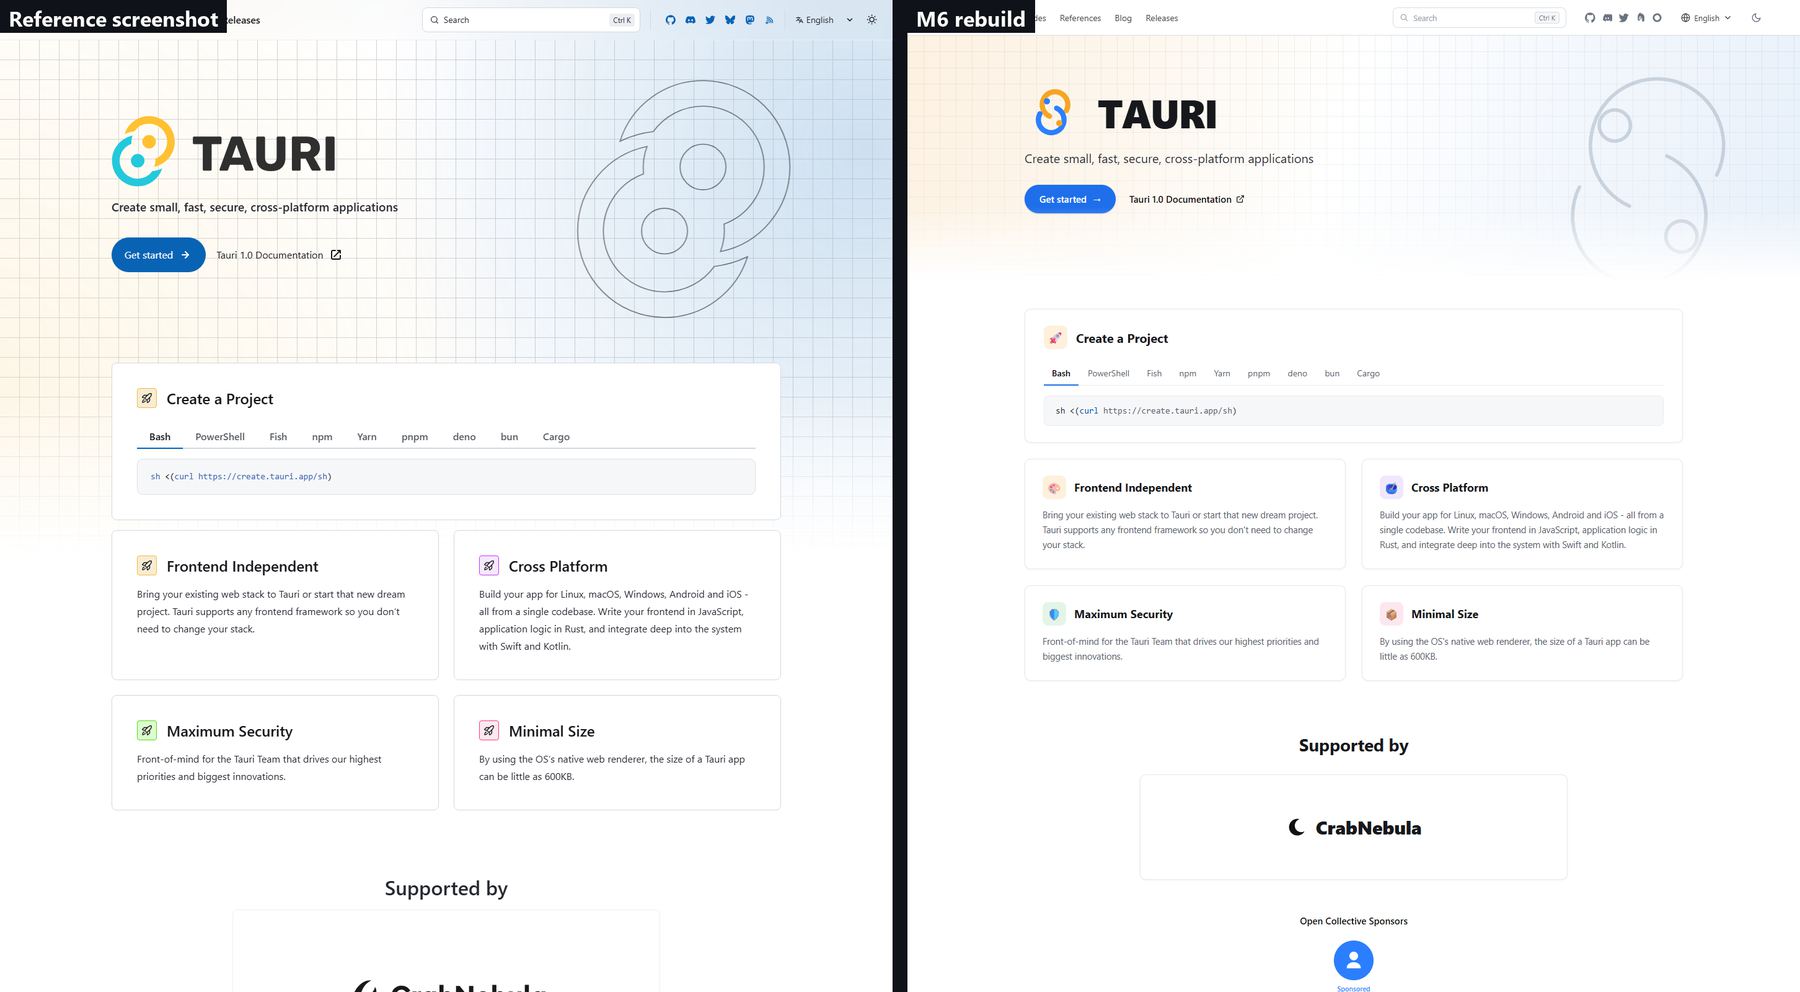 Reference screenshot
Releases
Search
Ctrl K
English
TAURI
Create small, fast, secure, cross-platform applications
Get started →
Tauri 1.0 Documentation
Create a Project
Bash PowerShell Fish npm Yarn pnpm deno bun Cargo
sh <(curl https://create.tauri.app/sh)
Frontend Independent
Bring your existing web stack to Tauri or start that new dream
project. Tauri supports any frontend framework so you don't
need to change your stack.
Cross Platform
Build your app for Linux, macOS, Windows, Android and iOS -
all from a single codebase. Write your frontend in JavaScript,
application logic in Rust, and integrate deep into the system
with Swift and Kotlin.
Maximum Security
Front-of-mind for the Tauri Team that drives our highest
priorities and biggest innovations.
Minimal Size
By using the OS's native web renderer, the size of a Tauri app
can be little as 600KB.
Supported by
CrabNebula
M6 rebuild
References Blog Releases
Search
Ctrl K
English
TAURI
Create small, fast, secure, cross-platform applications
Get started →
Tauri 1.0 Documentation
Create a Project
Bash PowerShell Fish npm Yarn pnpm deno bun Cargo
sh <(curl https://create.tauri.app/sh)
Frontend Independent
Bring your existing web stack to Tauri or start that new dream project.
Tauri supports any frontend framework so you don't need to change
your stack.
Cross Platform
Build your app for Linux, macOS, Windows, Android and iOS - all from a
single codebase. Write your frontend in JavaScript, application logic in
Rust, and integrate deep into the system with Swift and Kotlin.
Maximum Security
Front-of-mind for the Tauri Team that drives our highest priorities and
biggest innovations.
Minimal Size
By using the OS's native web renderer, the size of a Tauri app can be
little as 600KB.
Supported by
CrabNebula
Open Collective Sponsors
Sponsored